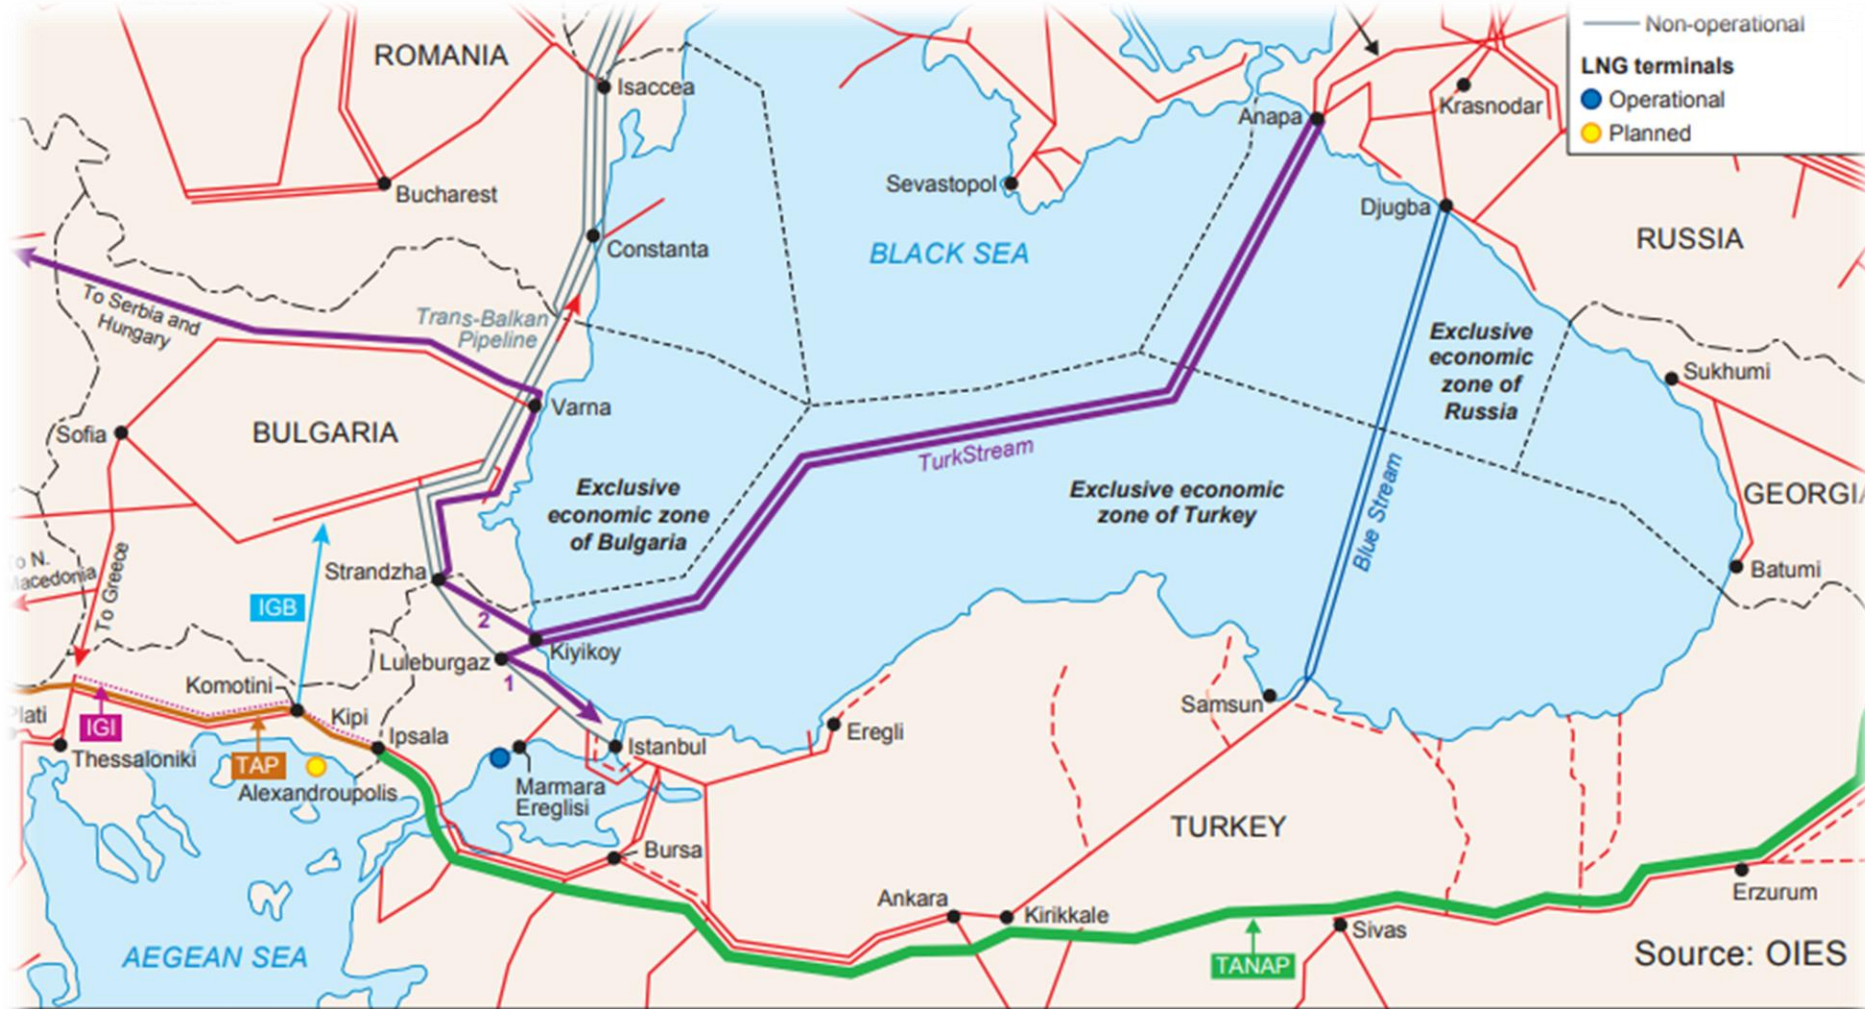 Non-operational
LNG terminals
Operational
Planned
ROMANIA
Isaccea
Bucharest
Constanta
Anapa
Krasnodar
Sevastopol
Djugba
BLACK SEA
RUSSIA
To Serbia and
Hungary
Trans-Balkan
Pipeline
Exclusive
economic
zone of
Russia
Sukhumi
Varna
Sofia
BULGARIA
TurkStream
Exclusive
economic zone
of Bulgaria
Exclusive economic
zone of Turkey
Blue Stream
GEORGIA
Batumi
To N.
Macedonia
To Greece
Strandzha
IGB
2
Kiyikoy
Luleburgaz
1
Komotini
Kipi
Ipsala
Plati
IGI
Thessaloniki
TAP
Alexandroupolis
Istanbul
Marmara
Ereglisi
Eregli
Samsun
TURKEY
Bursa
Ankara
Kirikkale
Sivas
Erzurum
TANAP
AEGEAN SEA
Source: OIES